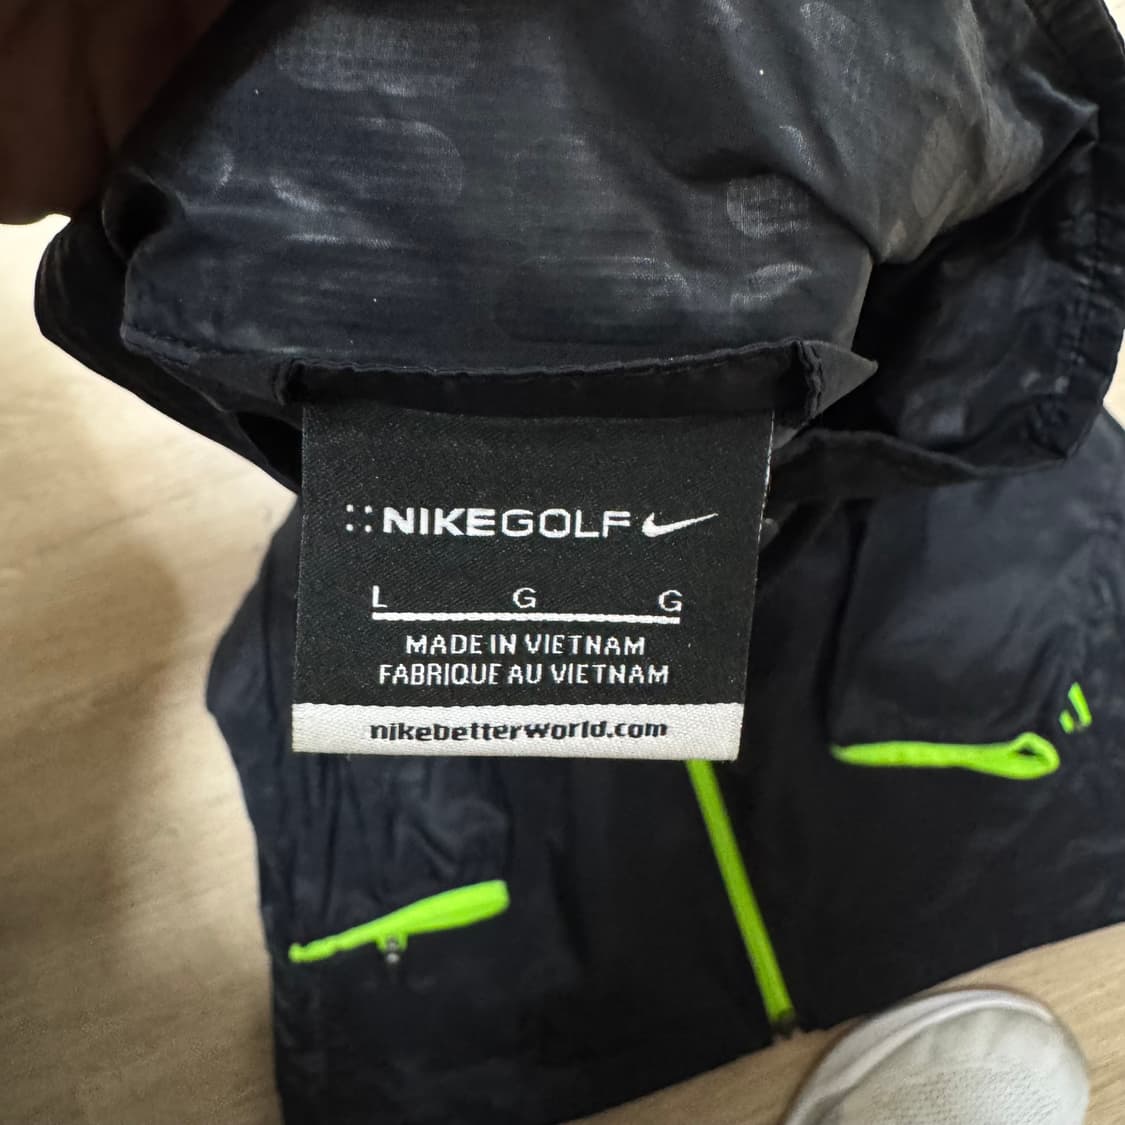 NIKEGOLF
L G G
MADE IN VIETNAM
FABRIQUE AU VIETNAM
nikebetterworld.com